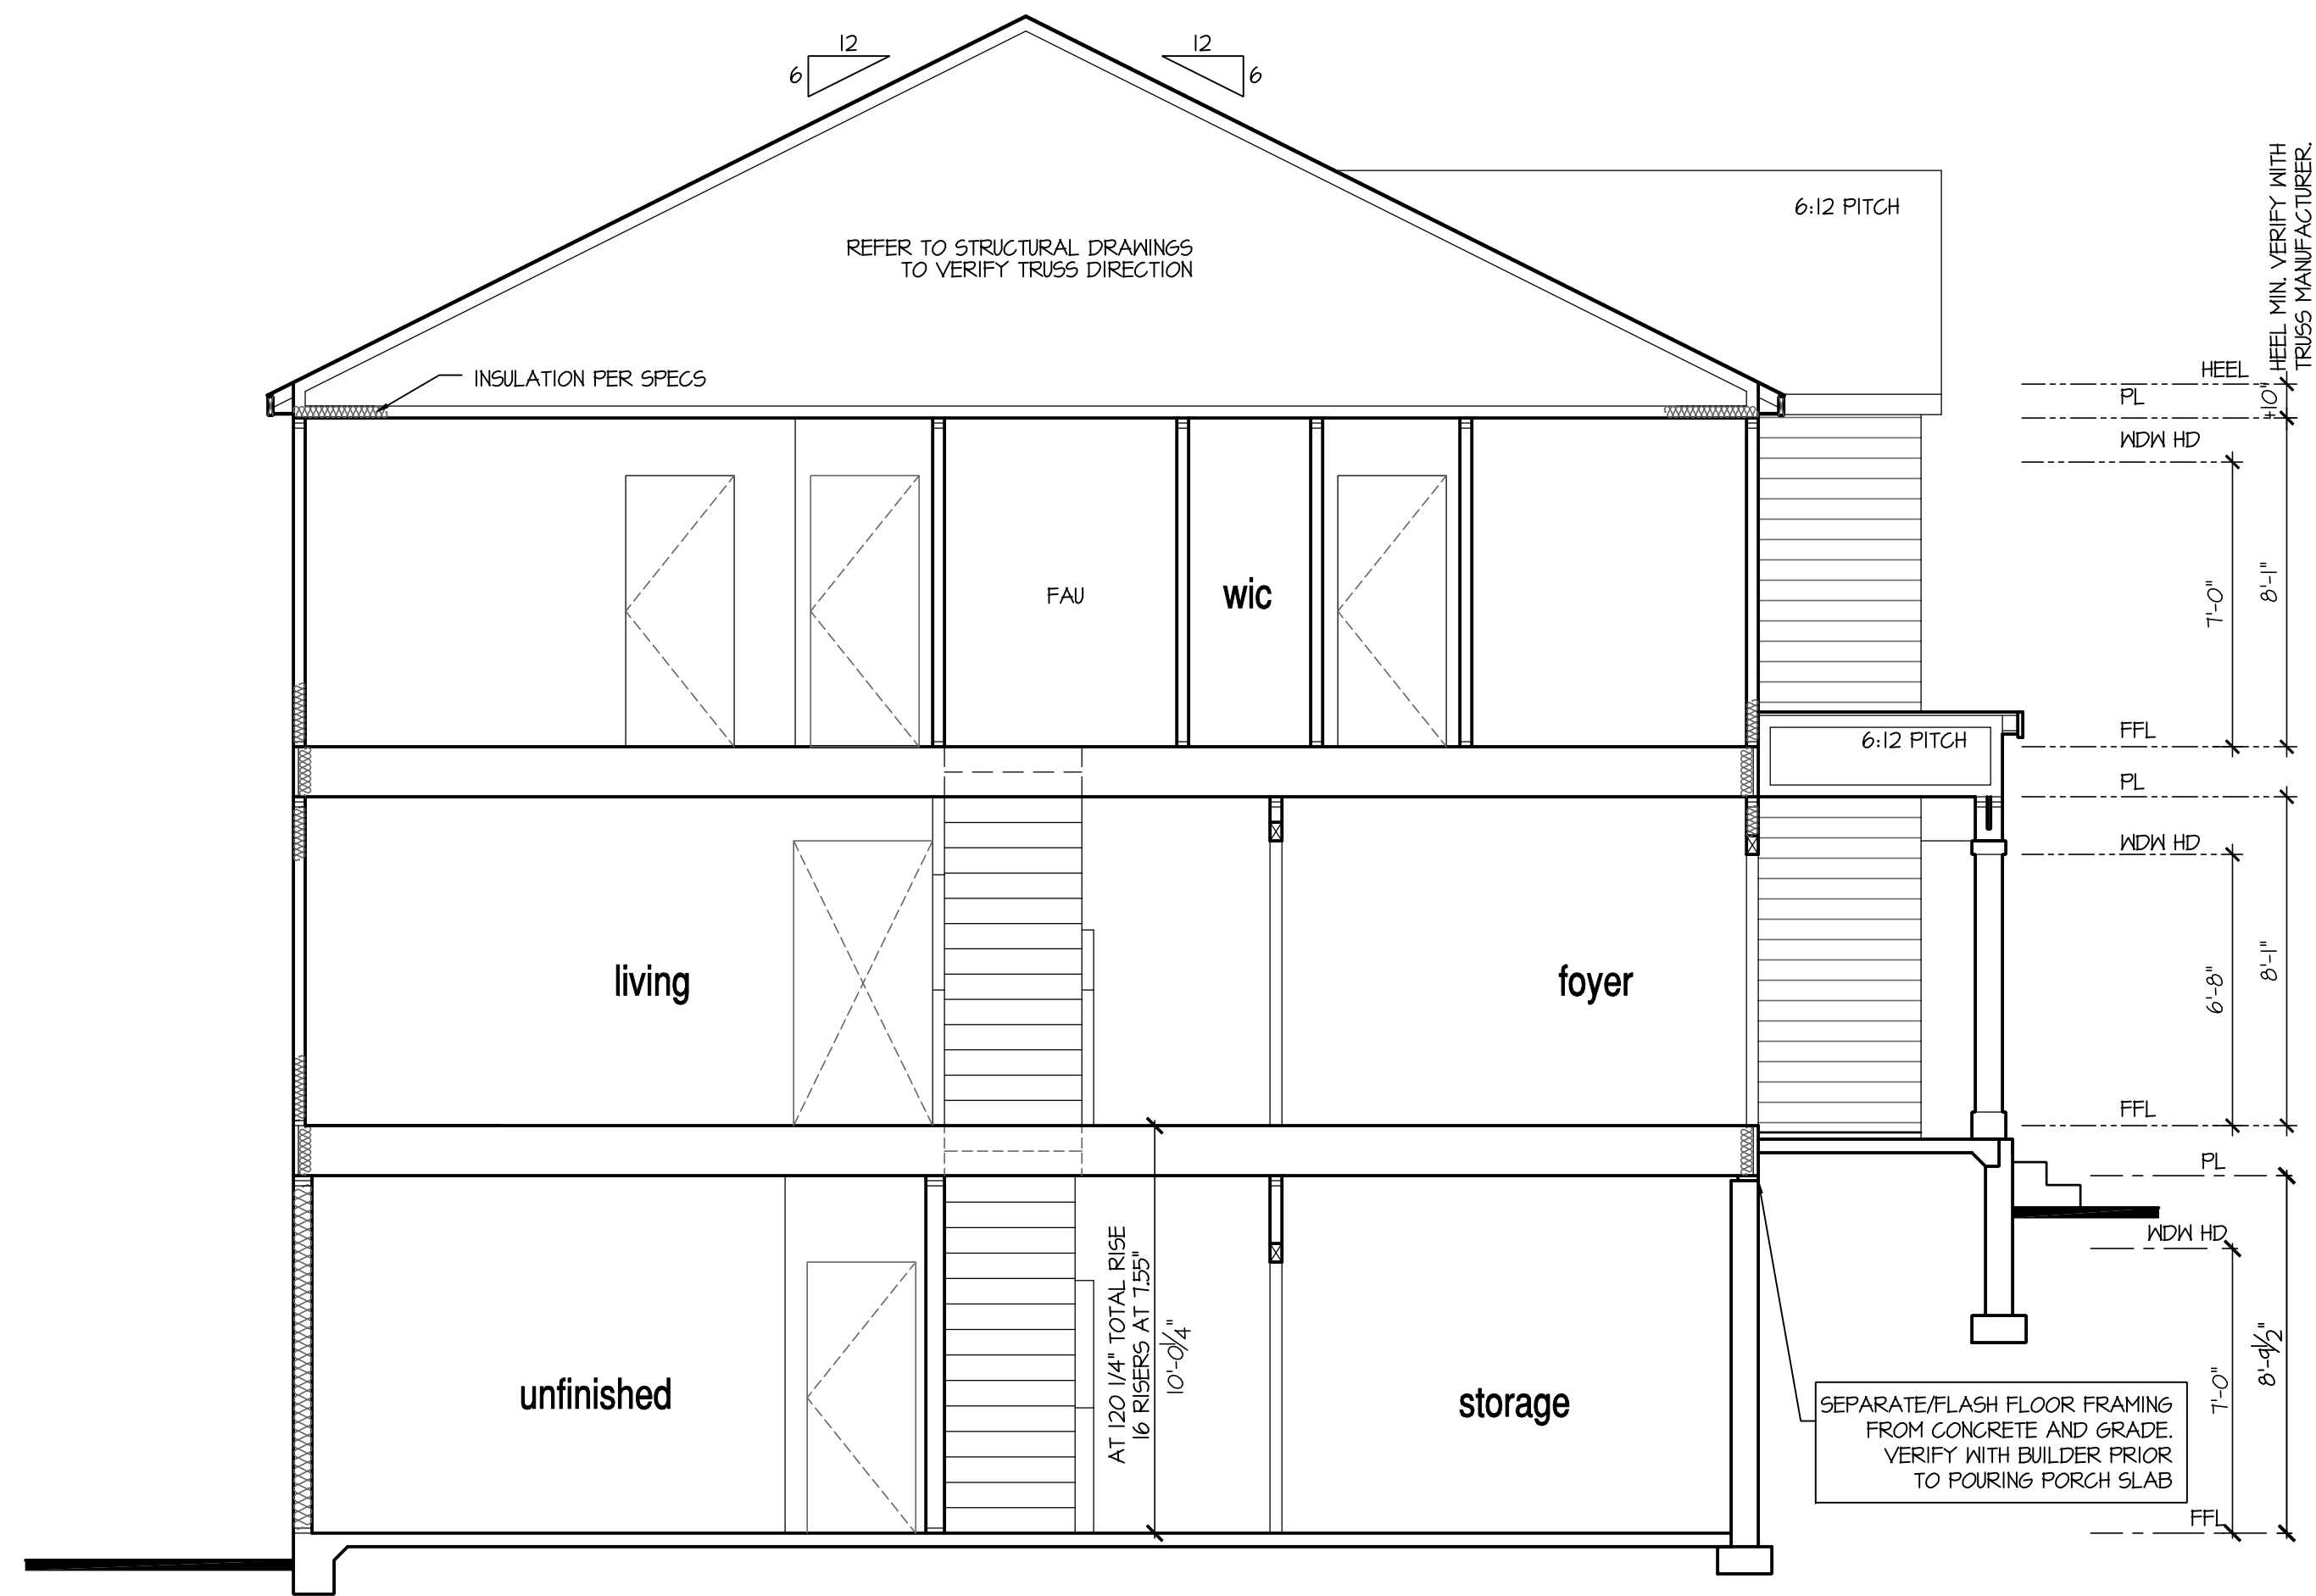 12
12
6
6
6:12 PITCH
HEEL MIN. VERIFY WITH
TRUSS MANUFACTURER.
REFER TO STRUCTURAL DRAWINGS
TO VERIFY TRUSS DIRECTION
INSULATION PER SPECS
HEEL
PL
+10"
WDW HD
FAU
wic
7'-0"
8'-1"
FFL
6:12 PITCH
PL
WDW HD
living
foyer
6'-8"
8'-1"
FFL
PL
WDW HD
AT 120 1/4" TOTAL RISE
16 RISERS AT 7.55"
10'-0 1/4"
unfinished
storage
7'-0"
8'-9 1/2"
SEPARATE/FLASH FLOOR FRAMING
FROM CONCRETE AND GRADE.
VERIFY WITH BUILDER PRIOR
TO POURING PORCH SLAB
FFL